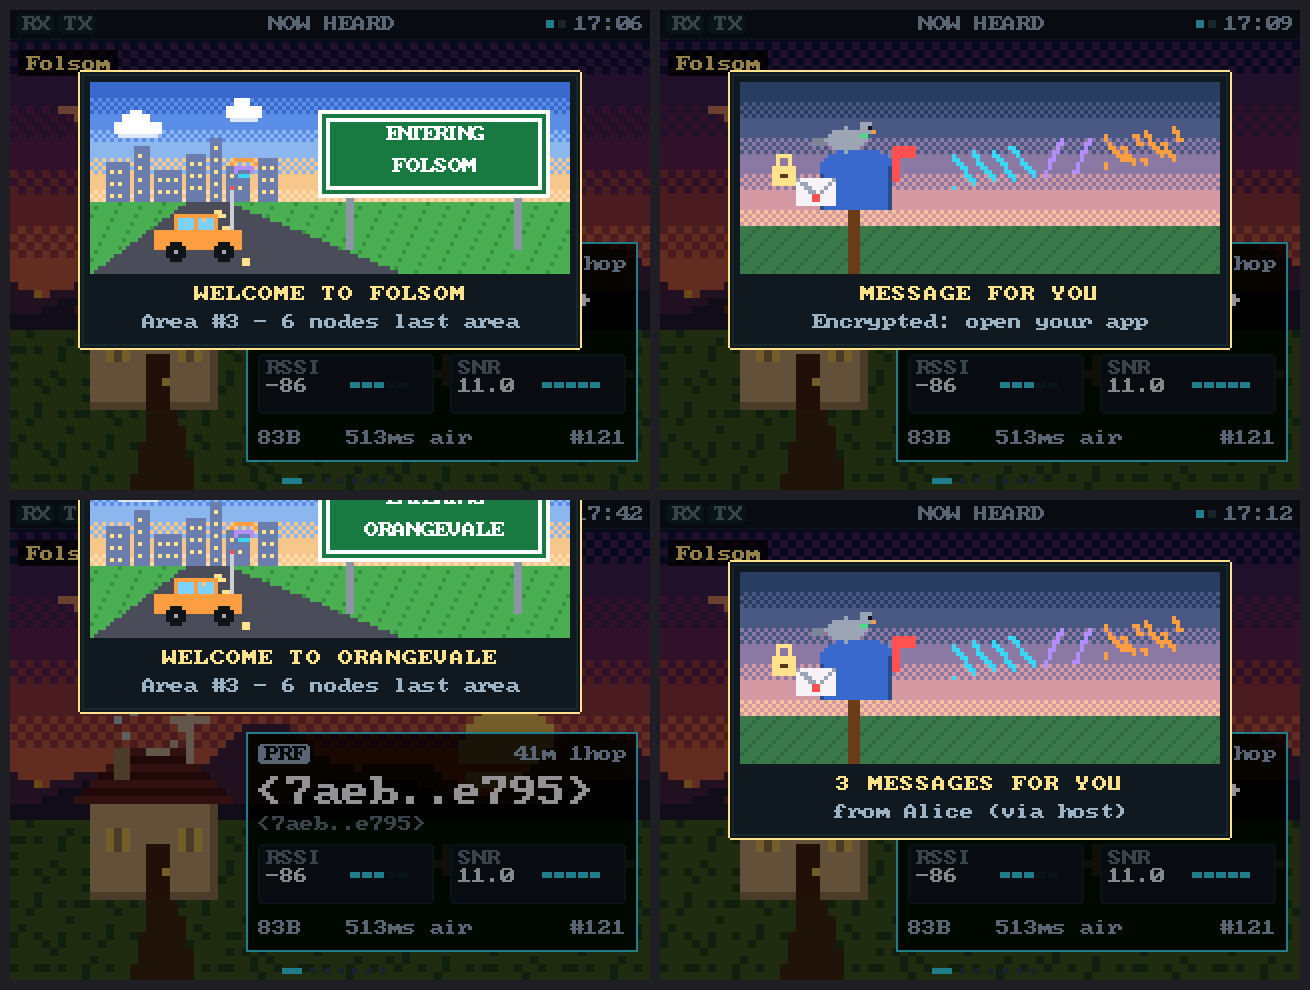 RX TX NOW HEARD 17:06
Folsom
ENTERING
FOLSOM
WELCOME TO FOLSOM
Area #3 - 6 nodes last area
hop
RSSI SNR
-86 11.0
83B 513ms air #121
RX TX NOW HEARD 17:09
Folsom
MESSAGE FOR YOU
Encrypted: open your app
hop
RSSI SNR
-86 11.0
83B 513ms air #121
RX T 17:42
Fols
ORANGEVALE
WELCOME TO ORANGEVALE
Area #3 - 6 nodes last area
PRF 41m 1hop
<7aeb..e795>
<7aeb..e795>
RSSI SNR
-86 11.0
83B 513ms air #121
RX TX NOW HEARD 17:12
Folsom
3 MESSAGES FOR YOU
from Alice (via host)
hop
RSSI SNR
-86 11.0
83B 513ms air #121